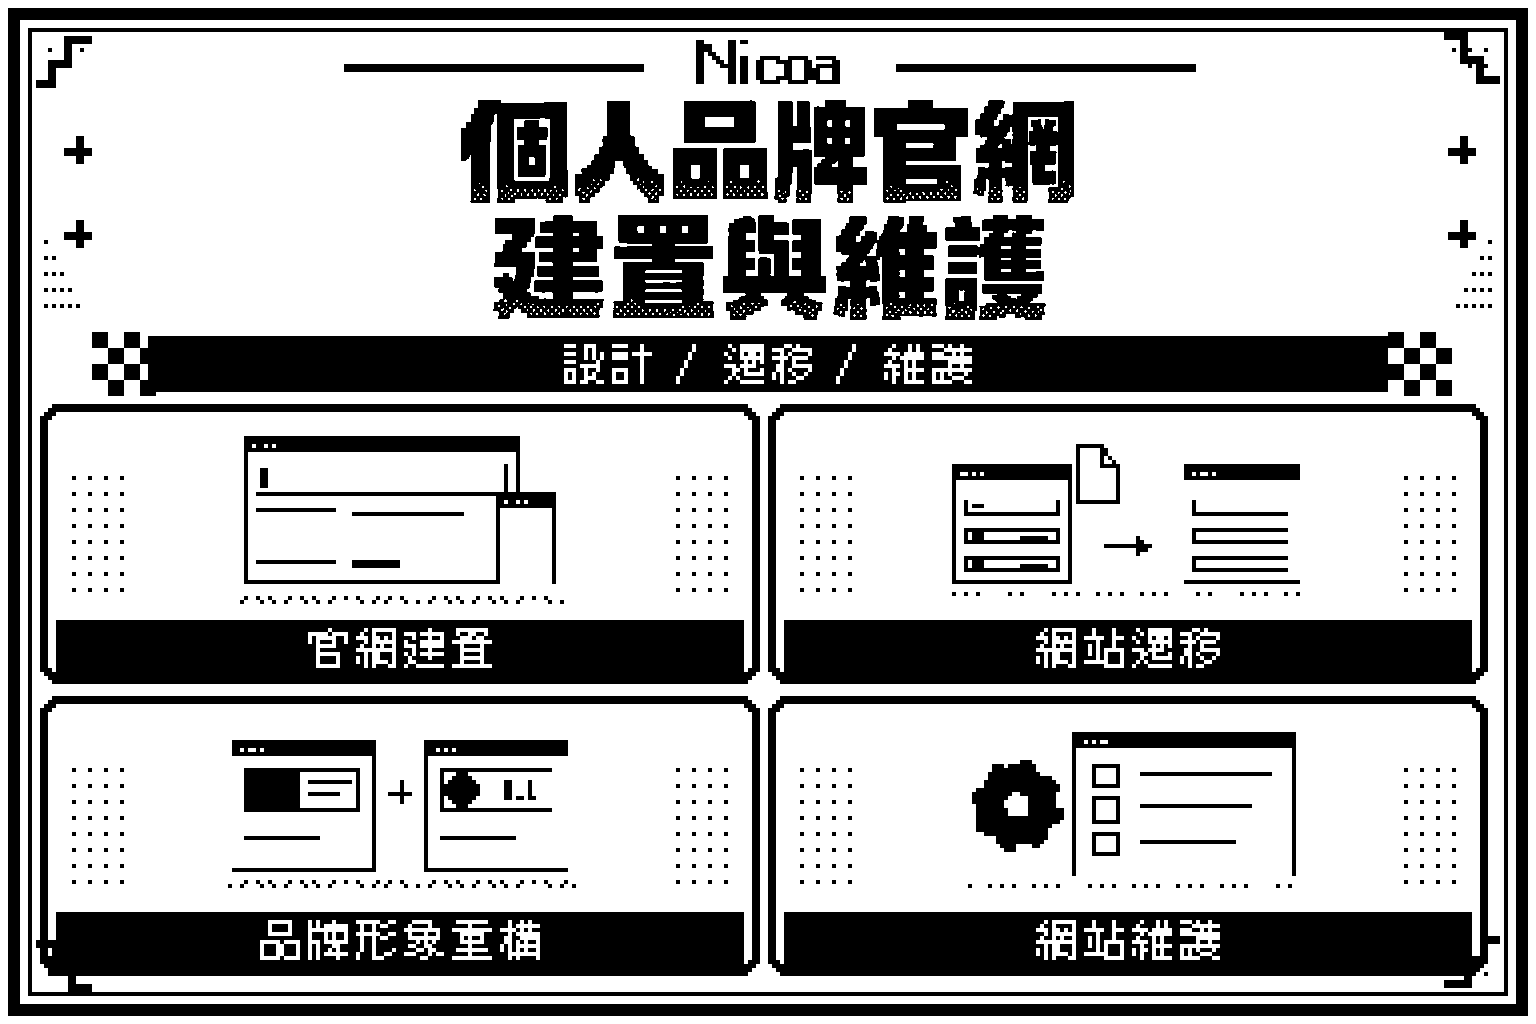 Nicoa
個人品牌官網
建置與維護
設計 / 遷移 / 維護
官網建置
網站遷移
品牌形象重構
網站維護